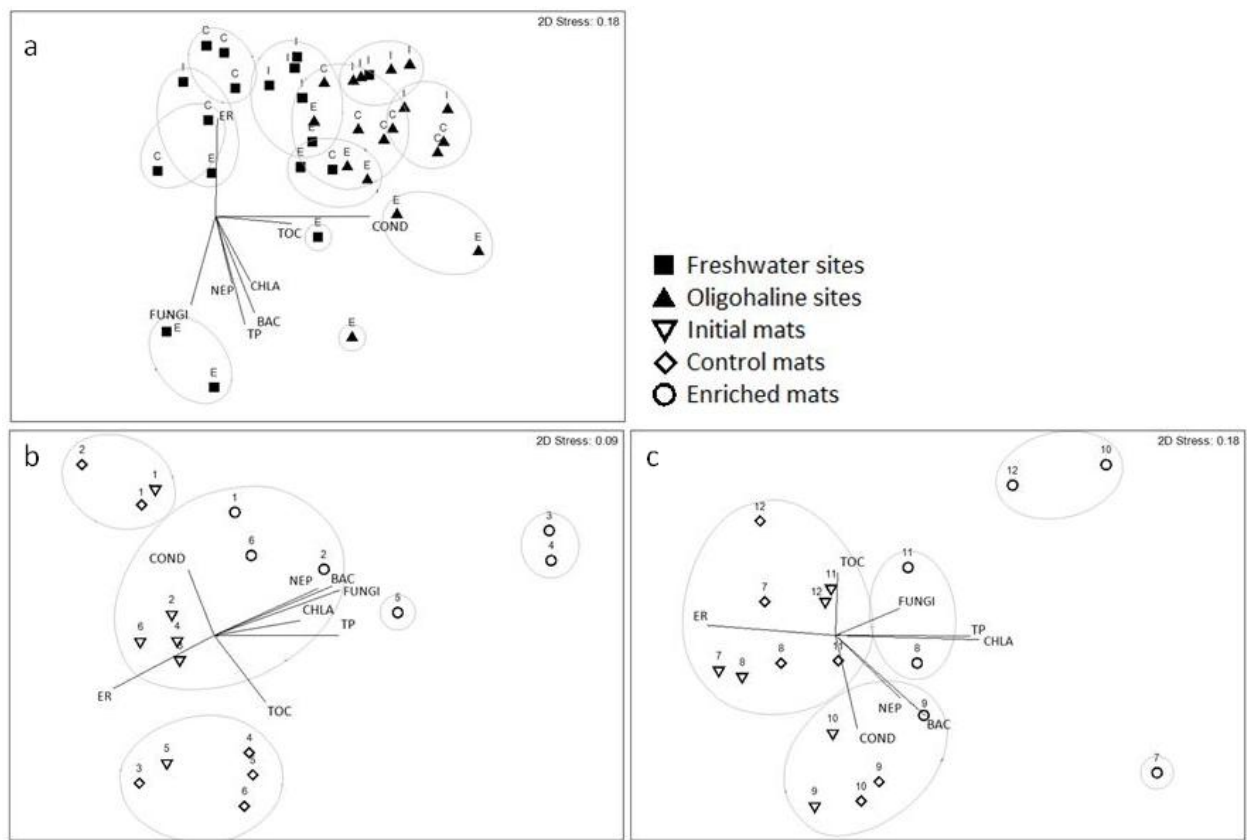 a
2D Stress: 0.18
C
C
C
I
I
I
I
I
C
I
I
I
I
I
C
ER
E
E
C
C
C
I
I
C
C
C
E
E
C
E
E
E
TOC
E
E
COND
E
NEP
CHLA
FUNGI
BAC
TP
E
E
E
Freshwater sites
Oligohaline sites
Initial mats
Control mats
Enriched mats
b
2D Stress: 0.09
2
1
1
1
6
2
3
4
COND
NEP
BAC
FUNGI
CHLA
TP
5
2
6
4
ER
TOC
5
3
4
5
6
c
2D Stress: 0.18
12
10
12
7
11
12
TOC
11
FUNGI
ER
TP
CHLA
7
8
8
11
8
NEP
9
BAC
COND
10
9
10
9
7